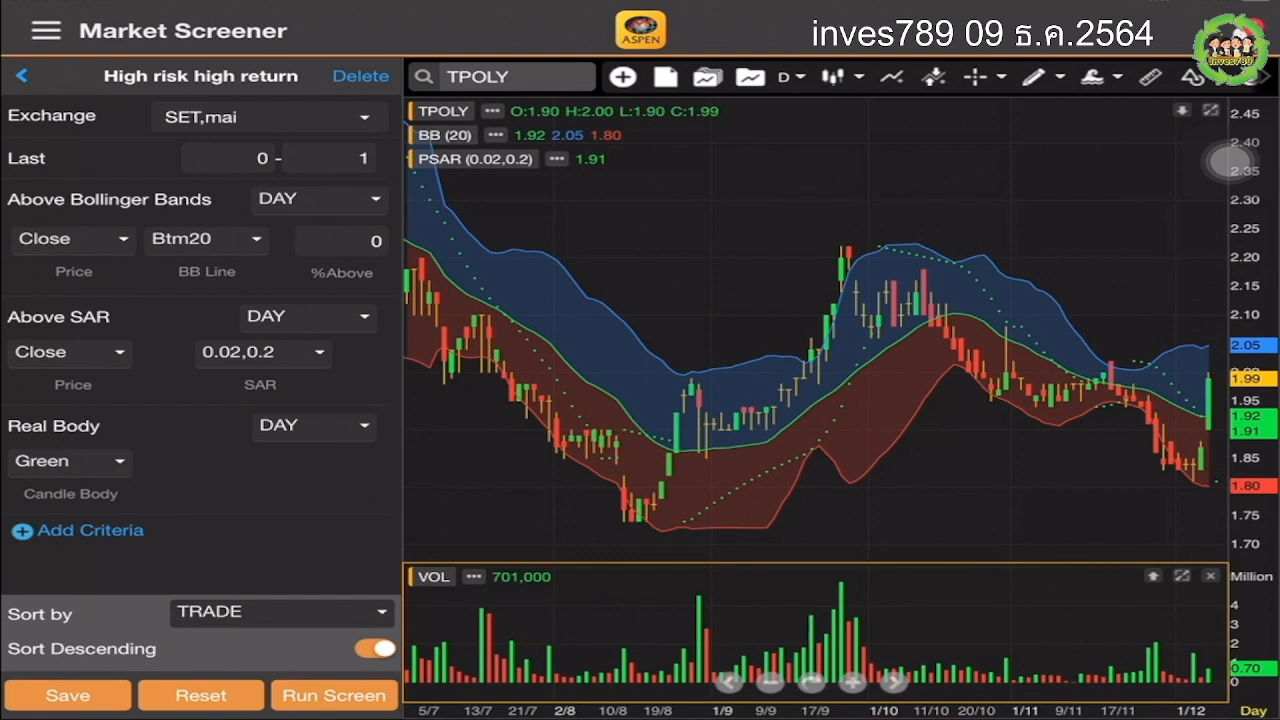 Market Screener
ASPEN
inves789 09 ธ.ค.2564
Inves789
High risk high return
Delete
Exchange
SET,mai
Last
0 - 1
Above Bollinger Bands
DAY
Close
Btm20
0
Price
BB Line
%Above
Above SAR
DAY
Close
0.02,0.2
Price
SAR
Real Body
DAY
Green
Candle Body
Add Criteria
Sort by
TRADE
Sort Descending
Save
Reset
Run Screen
TPOLY
D
TPOLY ••• O:1.90 H:2.00 L:1.90 C:1.99
BB (20) ••• 1.92 2.05 1.80
PSAR (0.02,0.2) ••• 1.91
2.45
2.40
2.35
2.30
2.25
2.20
2.15
2.10
2.05
1.99
1.95
1.92
1.91
1.85
1.80
1.75
1.70
VOL ••• 701,000
Million
4
3
2
0.70
0
5/7 13/7 21/7 2/8 10/8 19/8 1/9 9/9 17/9 1/10 11/10 20/10 1/11 9/11 17/11 1/12 Day